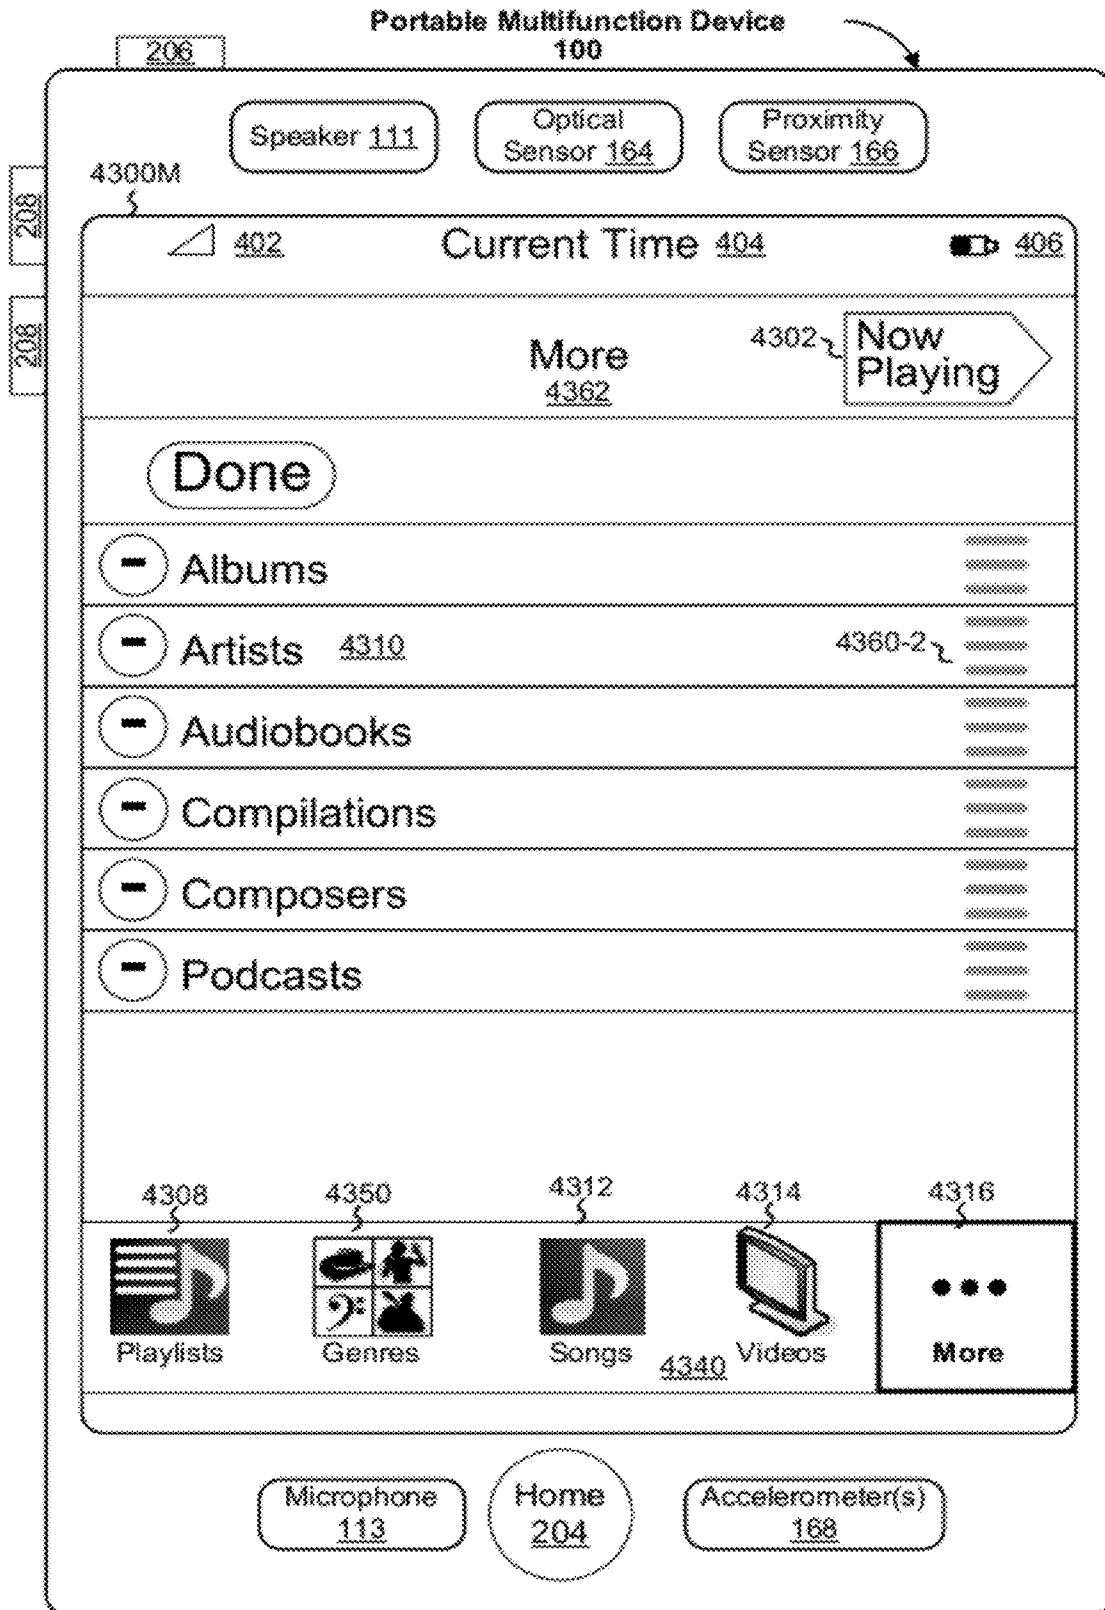 Portable Multifunction Device
100
206
Speaker 111
Optical
Sensor 164
Proximity
Sensor 166
4300M
208
208
402
Current Time 404
406
More
4362
4302
Now
Playing
Done
- Albums
- Artists 4310
4360-2
- Audiobooks
- Compilations
- Composers
- Podcasts
4308
4350
4312
4314
4316
Playlists
Genres
Songs
4340
Videos
More
Microphone
113
Home
204
Accelerometer(s)
168